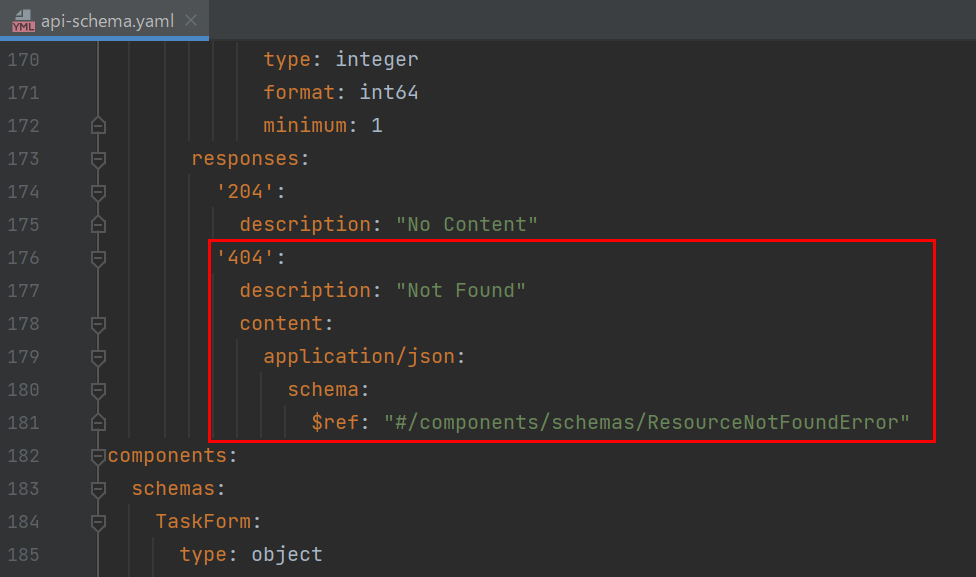 YML api-schema.yaml ×
170 type: integer
171 format: int64
172 minimum: 1
173 responses:
174 '204':
175 description: "No Content"
176 '404':
177 description: "Not Found"
178 content:
179 application/json:
180 schema:
181 $ref: "#/components/schemas/ResourceNotFoundError"
182 components:
183 schemas:
184 TaskForm:
185 type: object